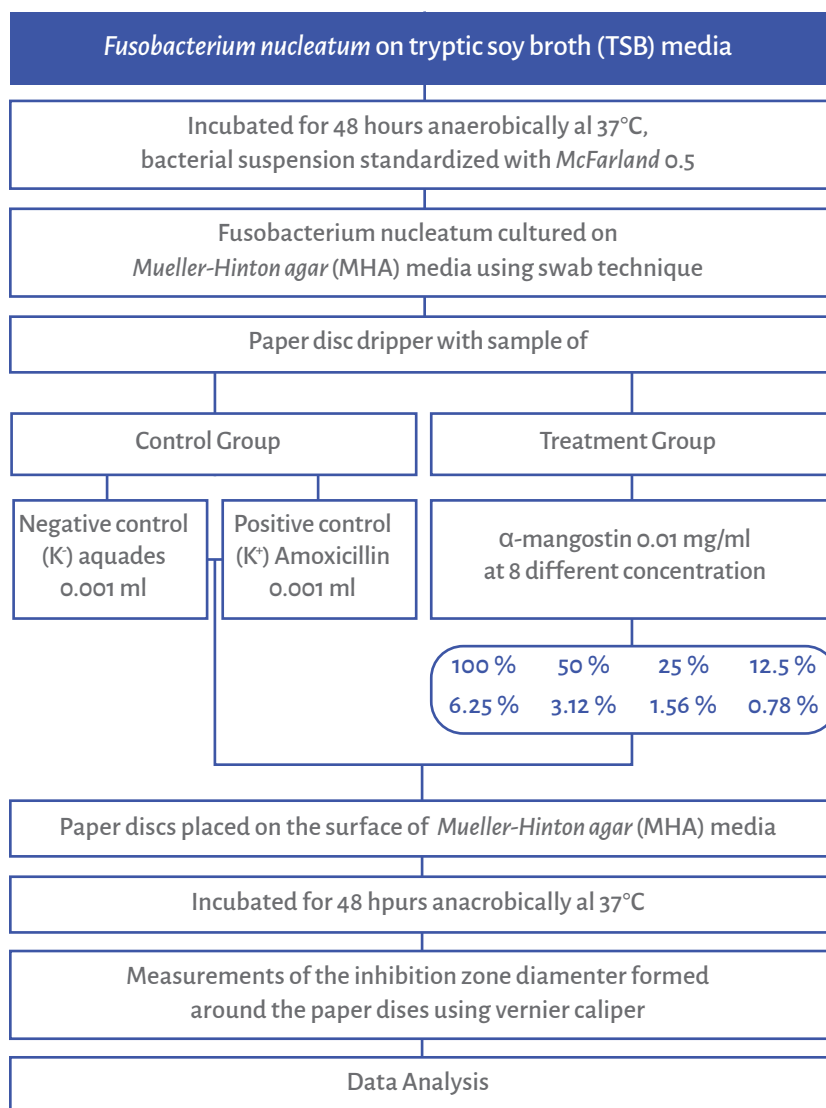 Fusobacterium nucleatum on tryptic soy broth (TSB) media
Incubated for 48 hours anaerobically al 37°C,
bacterial suspension standardized with McFarland 0.5
Fusobacterium nucleatum cultured on
Mueller-Hinton agar (MHA) media using swab technique
Paper disc dripper with sample of
Control Group
Treatment Group
Negative control
(K⁻) aquades
0.001 ml
Positive control
(K⁺) Amoxicillin
0.001 ml
α-mangostin 0.01 mg/ml
at 8 different concentration
100 % 50 % 25 % 12.5 %
6.25 % 3.12 % 1.56 % 0.78 %
Paper discs placed on the surface of Mueller-Hinton agar (MHA) media
Incubated for 48 hpurs anacrobically al 37°C
Measurements of the inhibition zone diamenter formed
around the paper dises using vernier caliper
Data Analysis